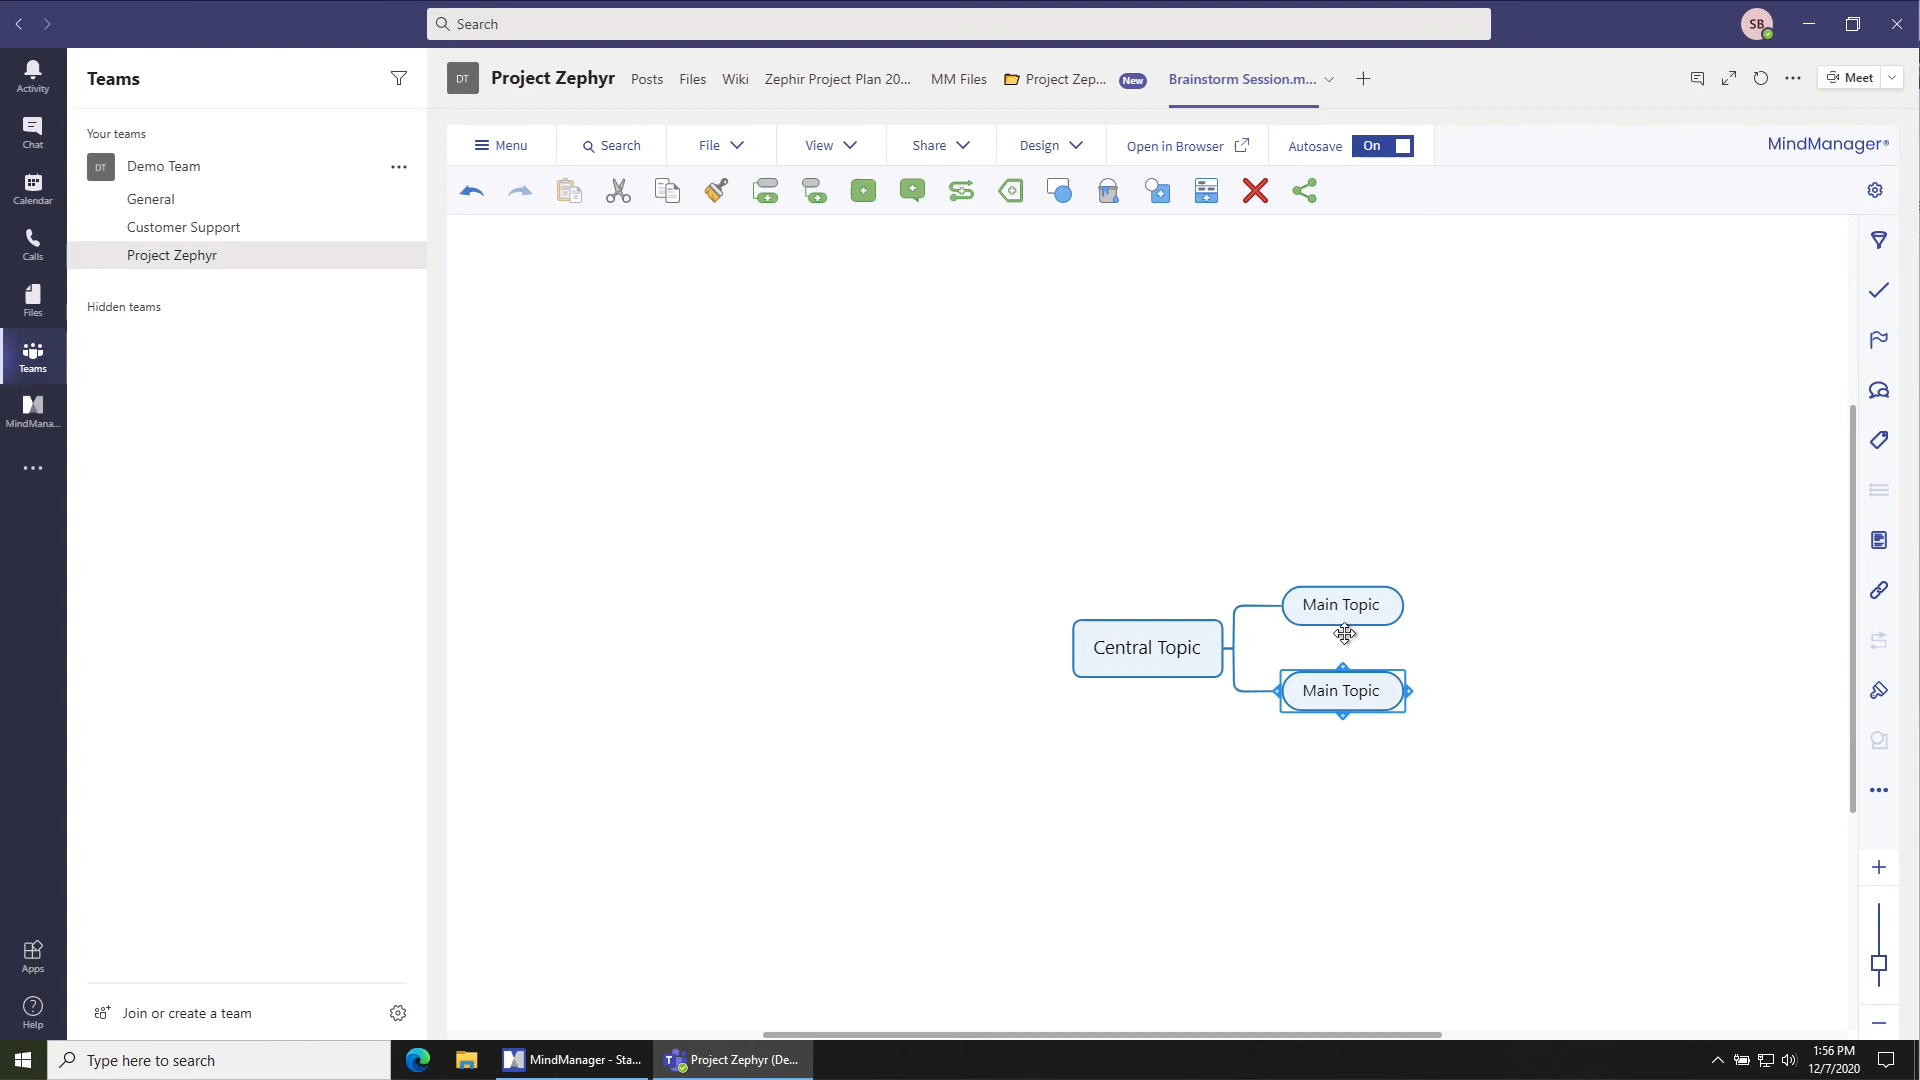 Search
SB
Activity
Chat
Calendar
Calls
Files
Teams
MindMana...
Apps
Help
Teams
Your teams
DT Demo Team
General
Customer Support
Project Zephyr
Hidden teams
Join or create a team
DT Project Zephyr Posts Files Wiki Zephir Project Plan 20... MM Files Project Zep... New Brainstorm Session.m... Meet
Menu Search File View Share Design Open in Browser Autosave On MindManager®
Main Topic
Central Topic
Main Topic
Type here to search
MindManager - Sta...
Project Zephyr (De...
1:56 PM
12/7/2020